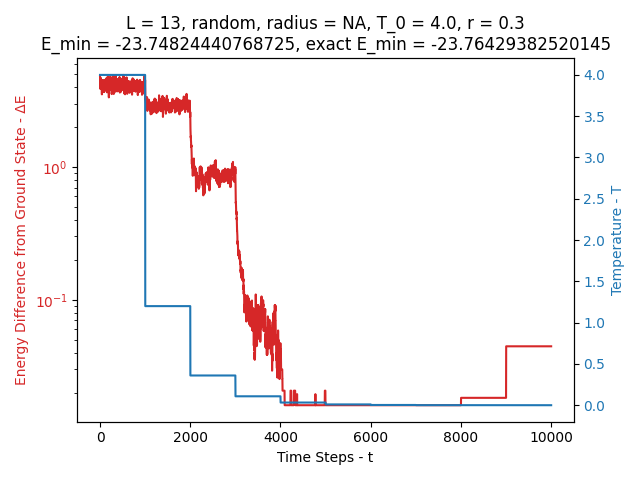 L = 13, random, radius = NA, T_0 = 4.0, r = 0.3
E_min = -23.74824440768725, exact E_min = -23.76429382520145
Energy Difference from Ground State - ΔE
10⁰
10⁻¹
4.0
3.5
3.0
2.5
2.0
1.5
1.0
0.5
0.0
Temperature - T
0 2000 4000 6000 8000 10000
Time Steps - t